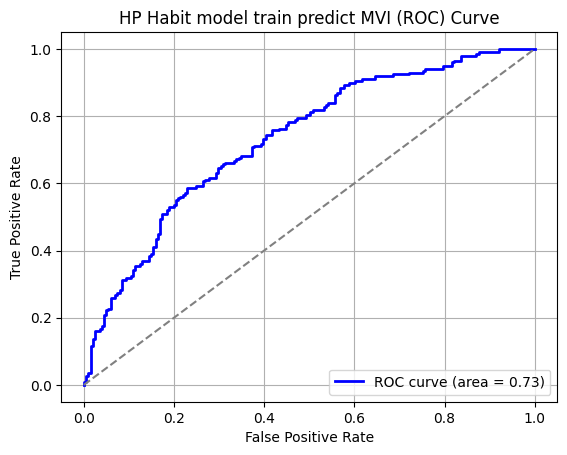 HP Habit model train predict MVI (ROC) Curve
True Positive Rate
1.0
0.8
0.6
0.4
0.2
0.0
ROC curve (area = 0.73)
0.0 0.2 0.4 0.6 0.8 1.0
False Positive Rate